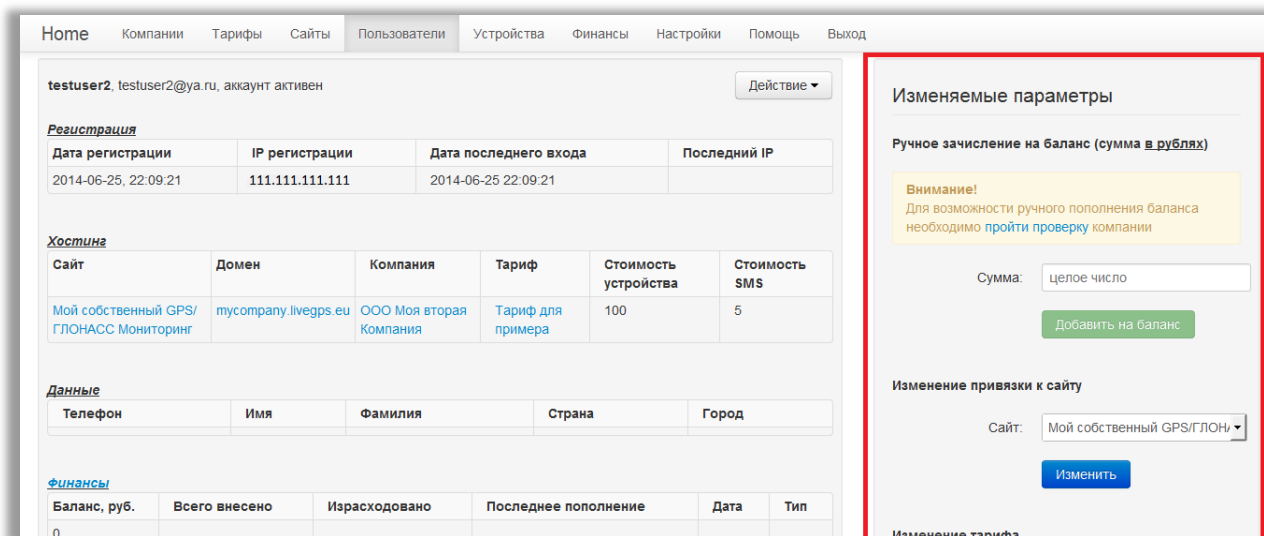 Home Компании Тарифы Сайты Пользователи Устройства Финансы Настройки Помощь Выход
testuser2, testuser2@ya.ru, аккаунт активен
Действие
Регистрация
Дата регистрации IP регистрации Дата последнего входа Последний IP
2014-06-25, 22:09:21 111.111.111.111 2014-06-25 22:09:21
Хостинг
Сайт Домен Компания Тариф Стоимость устройства Стоимость SMS
Мой собственный GPS/ mycompany.livegps.eu ООО Моя вторая Тариф для 100 5
ГЛОНАСС Мониторинг Компания примера
Данные
Телефон Имя Фамилия Страна Город
Финансы
Баланс, руб. Всего внесено Израсходовано Последнее пополнение Дата Тип
0
Изменяемые параметры
Ручное зачисление на баланс (сумма в рублях)
Внимание!
Для возможности ручного пополнения баланса
необходимо пройти проверку компании
Сумма: целое число
Добавить на баланс
Изменение привязки к сайту
Сайт: Мой собственный GPS/ГЛОНА
Изменить
Изменение тарифа